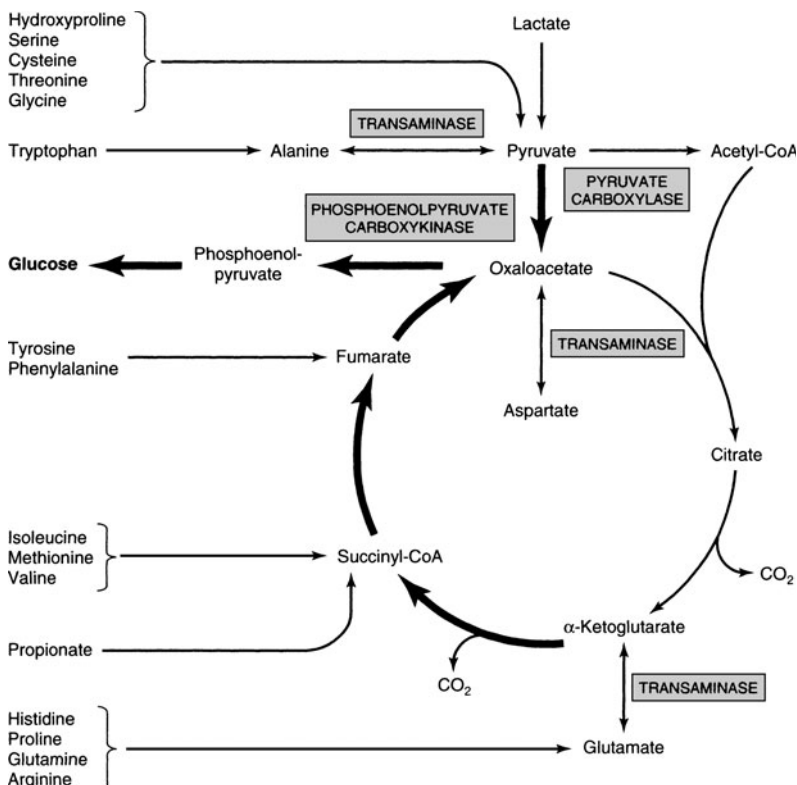 Hydroxyproline
Serine
Cysteine
Threonine
Glycine
Lactate
TRANSAMINASE
Tryptophan
Alanine
Pyruvate
Acetyl-CoA
PYRUVATE
CARBOXYLASE
PHOSPHOENOLPYRUVATE
CARBOXYKINASE
Glucose
Phosphoenol-
pyruvate
Oxaloacetate
Tyrosine
Phenylalanine
Fumarate
TRANSAMINASE
Aspartate
Citrate
Isoleucine
Methionine
Valine
Succinyl-CoA
CO₂
α-Ketoglutarate
Propionate
CO₂
TRANSAMINASE
Histidine
Proline
Glutamine
Arginine
Glutamate